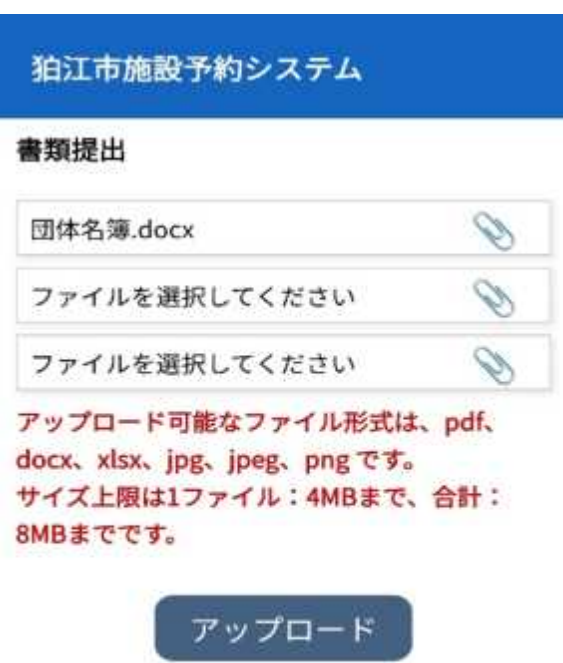 狛江市施設予約システム
書類提出
団体名簿.docx
ファイルを選択してください
ファイルを選択してください
アップロード可能なファイル形式は、pdf、
docx、xlsx、jpg、jpeg、pngです。
サイズ上限は1ファイル：4MBまで、合計：
8MBまでです。
アップロード